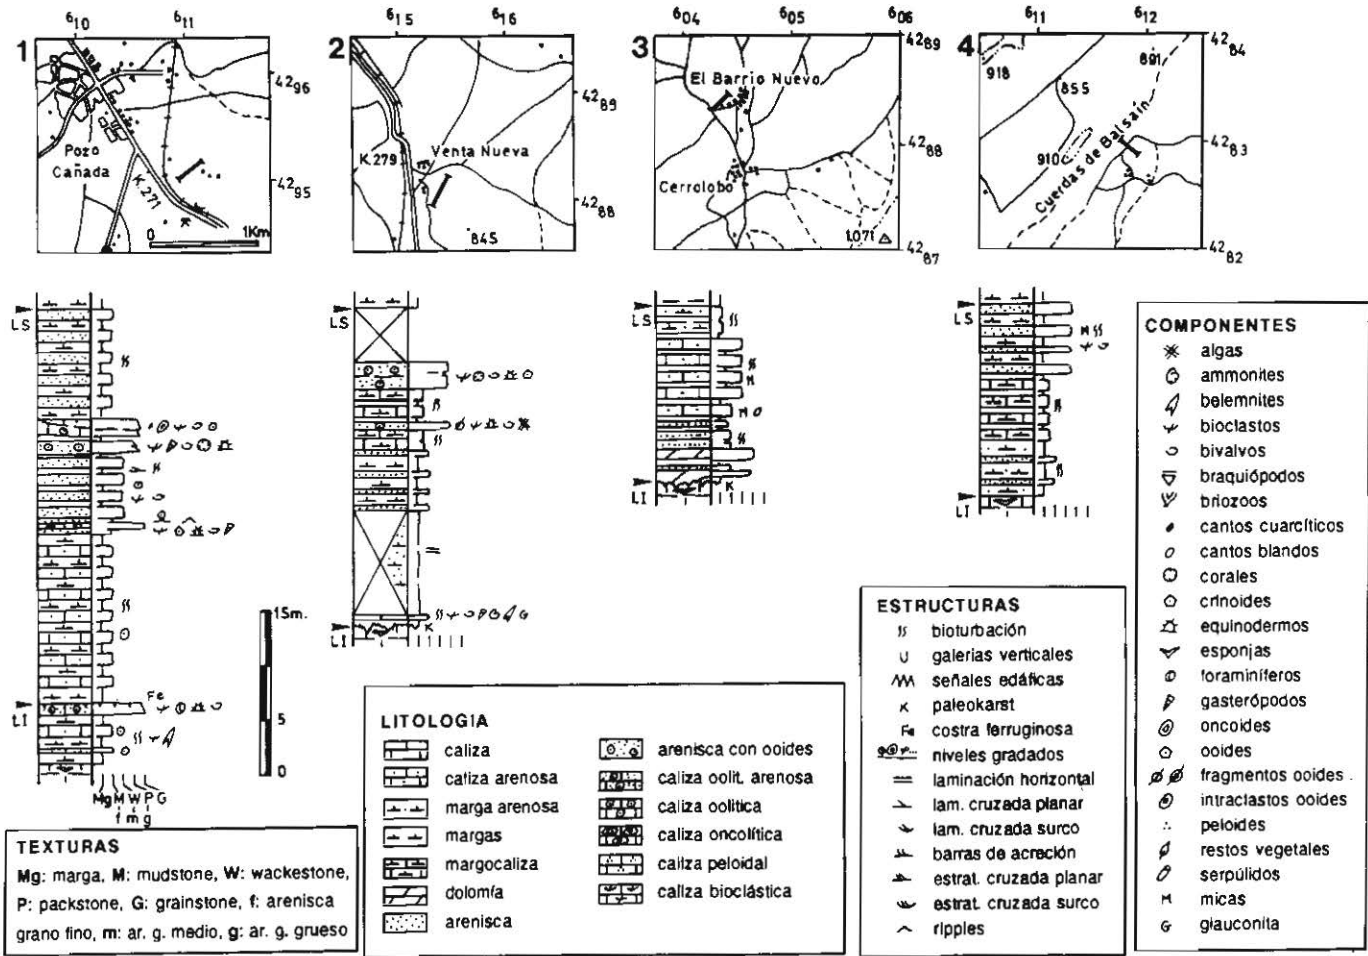 610 611
1
4296
4295
Pozo
Cañada
K.271
0 1Km
615 616
2
4289
4288
K.279
Venta Nueva
845
604 605 606
3
4289
4288
4287
El Barrio Nuevo
Cerrolobo
1.071
611 612
4
4284
4283
4282
918
855
891
910
Cuerdas de Balsaín
LS
LI
Fe
Mg M W P G
f m g
15m.
5
0
LS
LI
K
G
LS
LI
K
LS
LI
TEXTURAS
Mg: marga, M: mudstone, W: wackestone,
P: packstone, G: grainstone, f: arenisca
grano fino, m: ar. g. medio, g: ar. g. grueso
LITOLOGIA
caliza
caliza arenosa
marga arenosa
margas
margocaliza
dolomía
arenisca
arenisca con ooides
caliza oolit. arenosa
caliza oolítica
caliza oncolítica
caliza peloidal
caliza bioclástica
ESTRUCTURAS
bioturbación
galerias verticales
señales edáficas
K paleokarst
Fe costra ferruginosa
niveles gradados
laminación horizontal
lam. cruzada planar
lam. cruzada surco
barras de acreción
estrat. cruzada planar
estrat. cruzada surco
ripples
COMPONENTES
algas
ammonites
belemnites
bioclastos
bivalvos
braquiópodos
briozoos
cantos cuarcíticos
cantos blandos
corales
crinoides
equinodermos
esponjas
foraminíferos
gasterópodos
oncoides
ooides
fragmentos ooides
intraclastos ooides
peloides
restos vegetales
serpúlidos
M micas
G glauconita